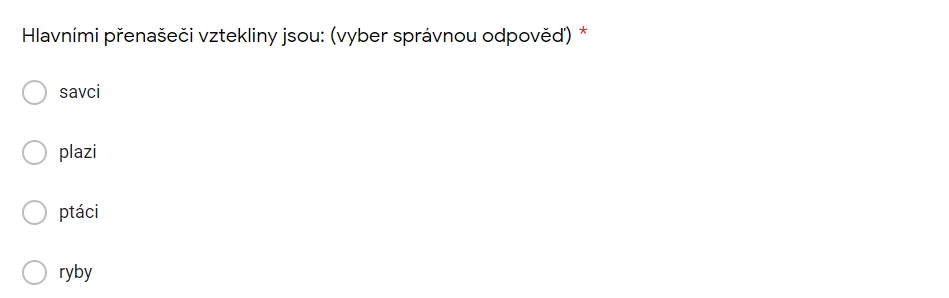 Hlavními přenašeči vztekliny jsou: (vyber správnou odpověď) *
savci
plazi
ptáci
ryby